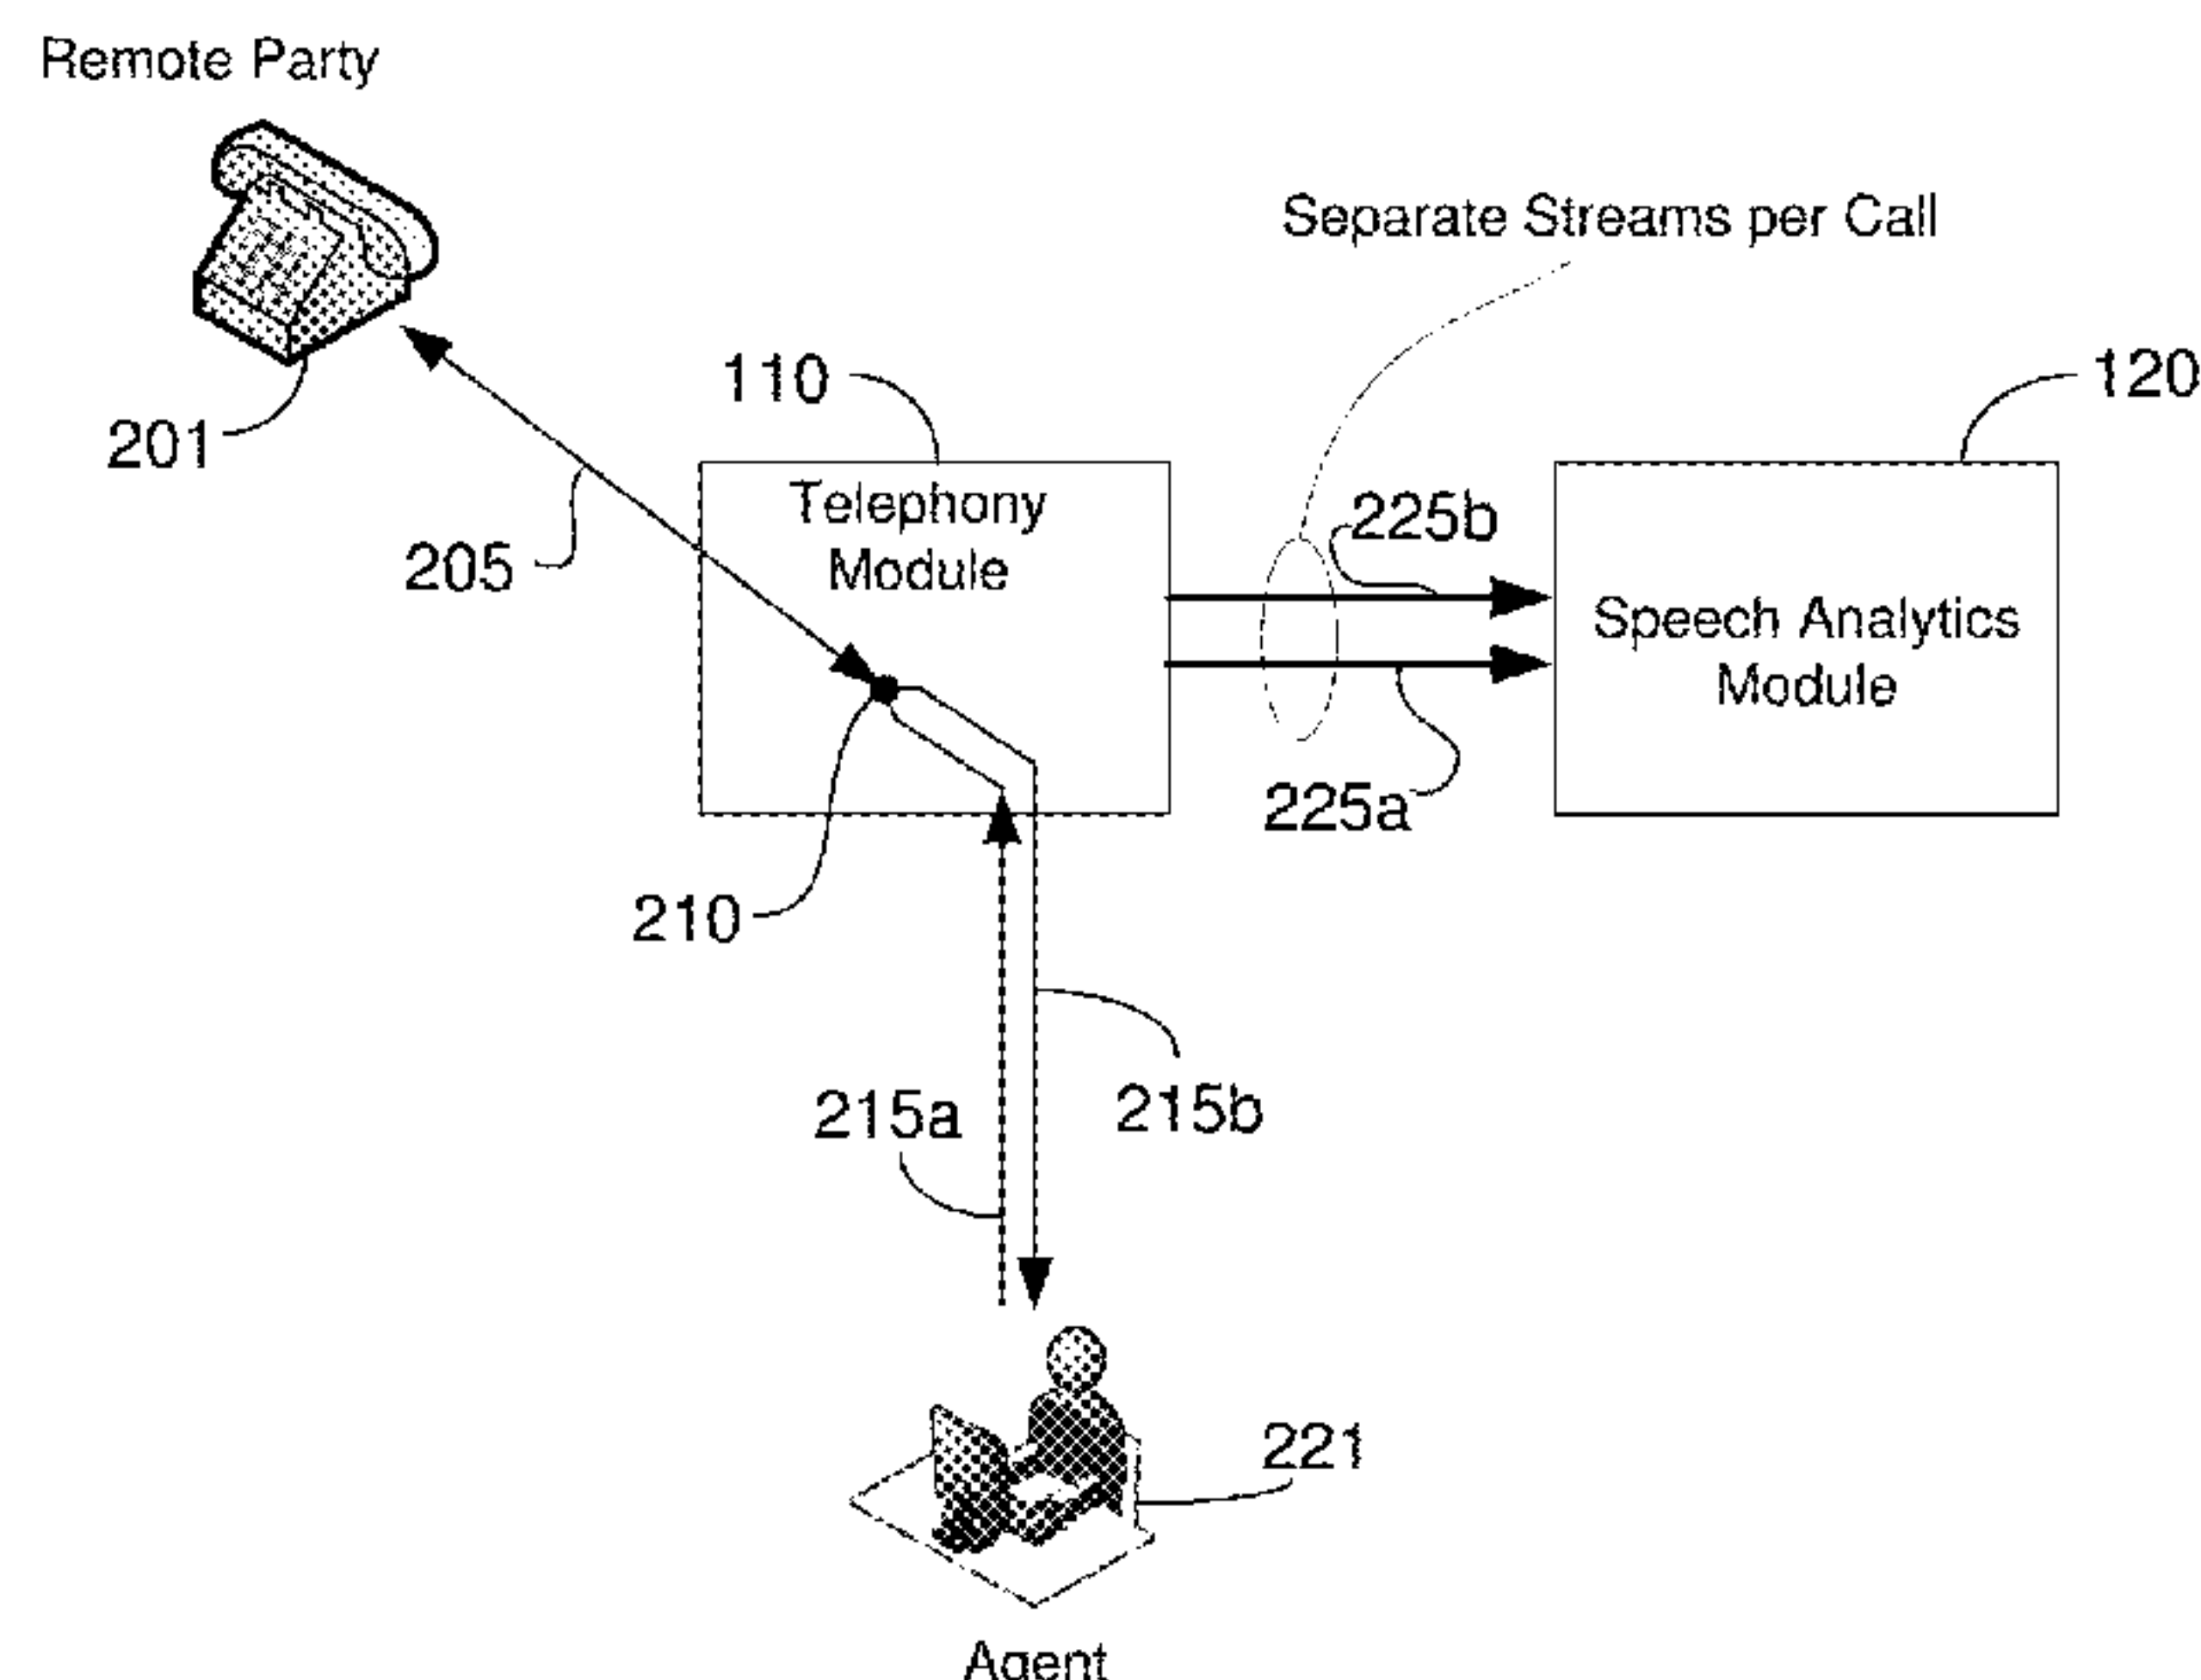 Remote Party
Separate Streams per Call
110
120
201
Telephony
Module
225b
205
Speech Analytics
Module
225a
210
215a
215b
221
Agent